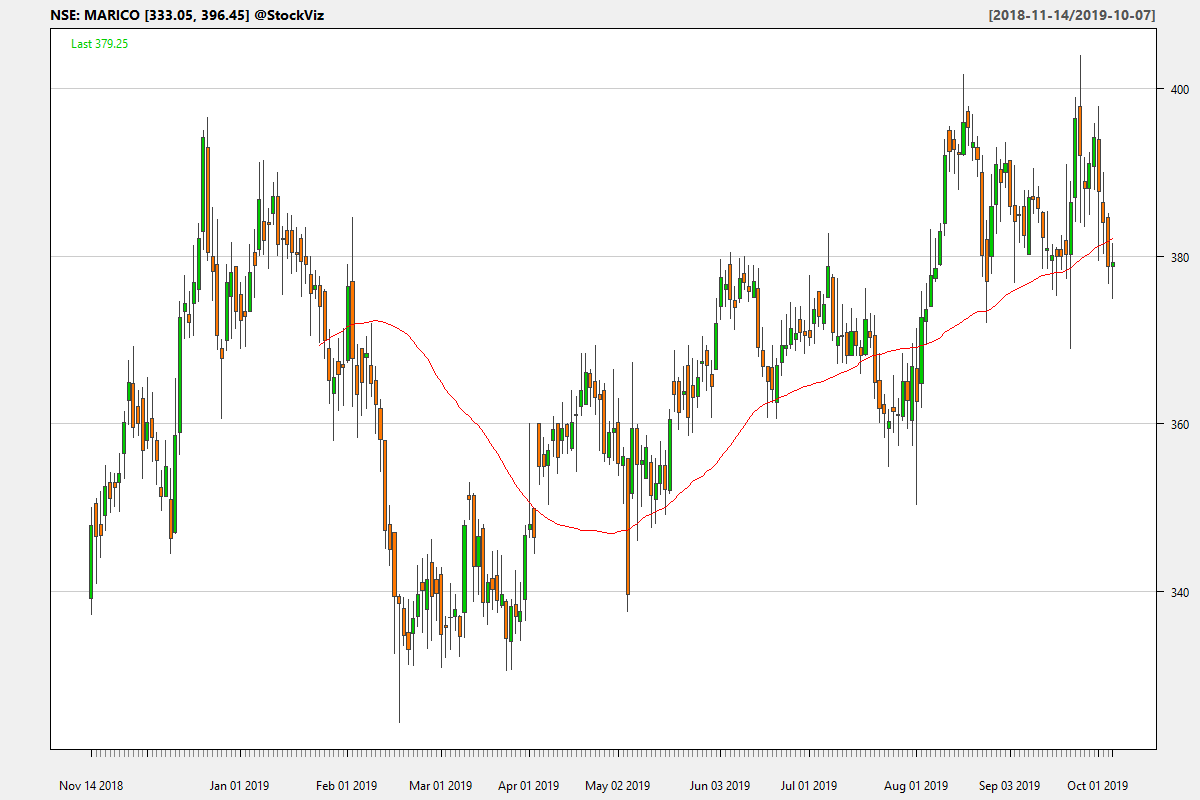 NSE: MARICO [333.05, 396.45] @StockViz
[2018-11-14/2019-10-07]
Last 379.25
400
380
360
340
Nov 14 2018
Jan 01 2019
Feb 01 2019
Mar 01 2019
Apr 01 2019
May 02 2019
Jun 03 2019
Jul 01 2019
Aug 01 2019
Sep 03 2019
Oct 01 2019